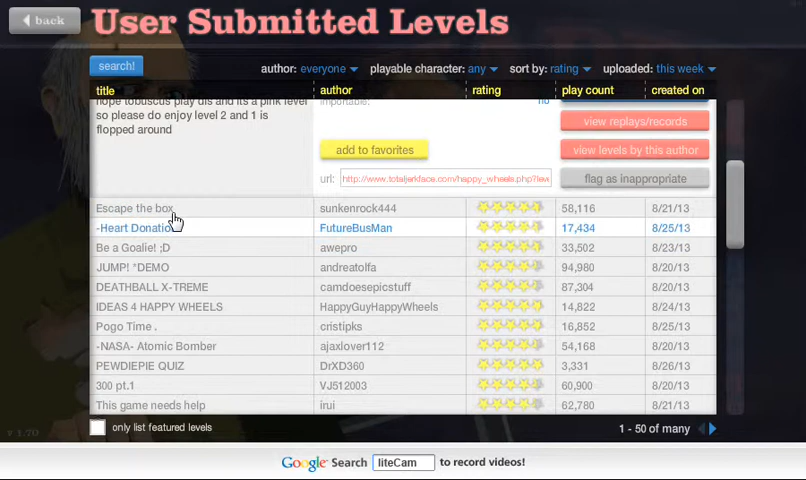 back
User Submitted Levels
search!
author: everyone playable character: any sort by: rating uploaded: this week
title author rating play count created on
hope tobuscus play dis and its a pink level
importable: no
so please do enjoy level 2 and 1 is
flopped around
view replays/records
add to favorites
view levels by this author
url: http://www.totaljerkface.com/happy_wheels.php?leve
flag as inappropriate
Escape the box sunkenrock444 58,116 8/21/13
-Heart Donatio FutureBusMan 17,434 8/25/13
Be a Goalie! ;D awepro 33,502 8/23/13
JUMP! *DEMO andreatolfa 94,980 8/20/13
DEATHBALL X-TREME camdoesepicstuff 87,304 8/20/13
IDEAS 4 HAPPY WHEELS HappyGuyHappyWheels 14,822 8/24/13
Pogo Time . cristipks 16,852 8/25/13
-NASA- Atomic Bomber ajaxlover112 54,168 8/20/13
PEWDIEPIE QUIZ DrXD360 3,331 8/26/13
300 pt.1 VJ512003 60,900 8/20/13
This game needs help irui 62,780 8/21/13
only list featured levels
1 - 50 of many
v 1.70
Google Search liteCam to record videos!